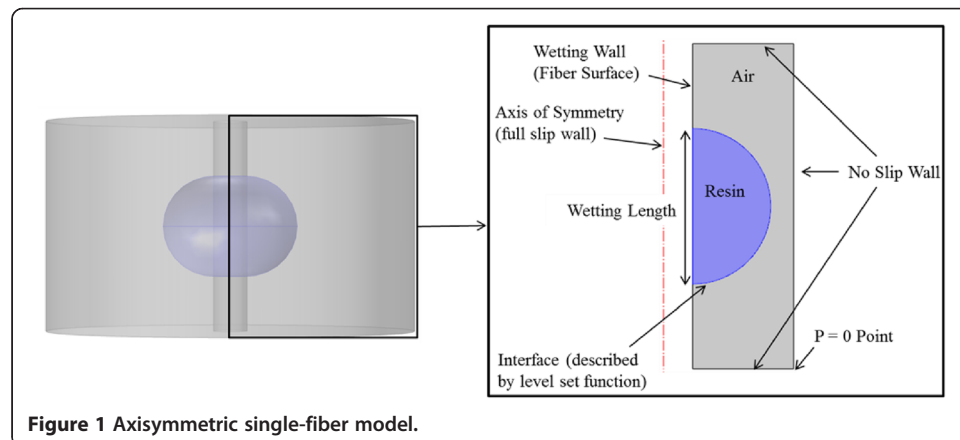 Wetting Wall
(Fiber Surface)
Air
Axis of Symmetry
(full slip wall)
Resin
No Slip Wall
Wetting Length
P = 0 Point
Interface (described
by level set function)
Figure 1 Axisymmetric single-fiber model.